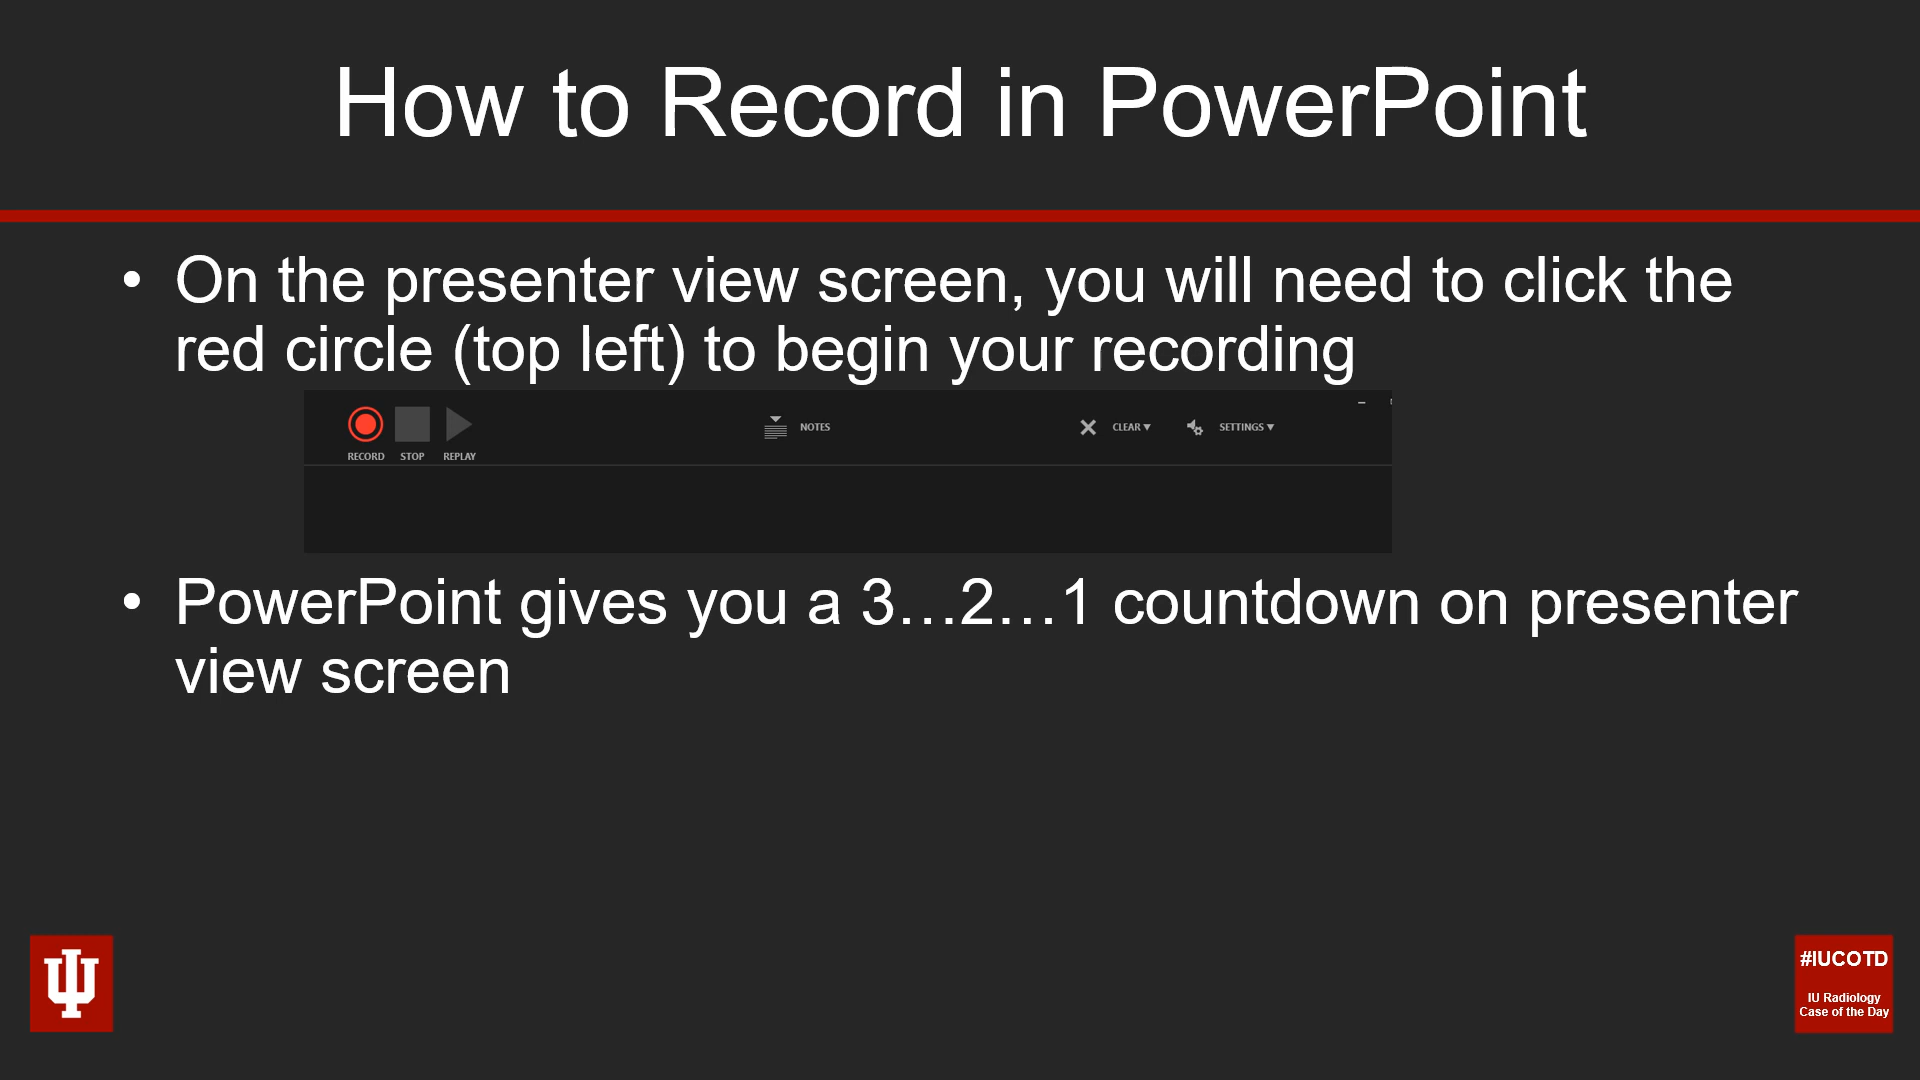 How to Record in PowerPoint
• On the presenter view screen, you will need to click the
red circle (top left) to begin your recording
RECORD STOP REPLAY NOTES CLEAR ▼ SETTINGS ▼
• PowerPoint gives you a 3…2…1 countdown on presenter
view screen
#IUCOTD
IU Radiology
Case of the Day